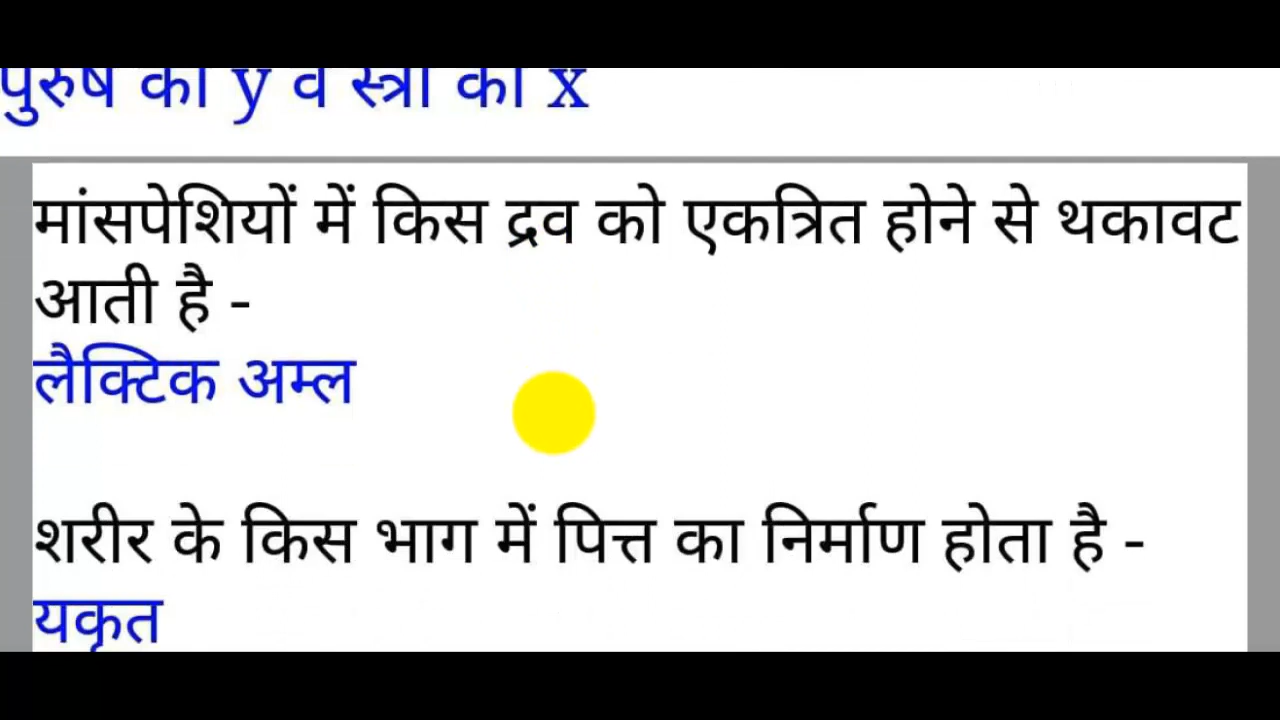 पुरुष का y व स्त्री का x
मांसपेशियों में किस द्रव को एकत्रित होने से थकावट
आती है -
लैक्टिक अम्ल
शरीर के किस भाग में पित्त का निर्माण होता है -
यकृत